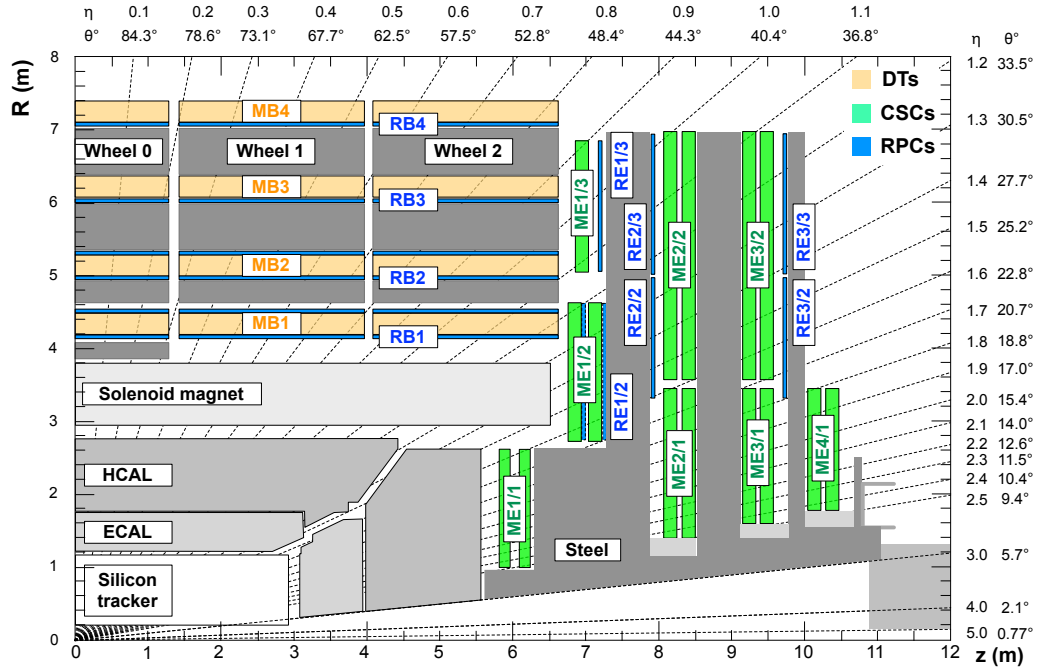 η 0.1 0.2 0.3 0.4 0.5 0.6 0.7 0.8 0.9 1.0 1.1
θ° 84.3° 78.6° 73.1° 67.7° 62.5° 57.5° 52.8° 48.4° 44.3° 40.4° 36.8° η θ°
R (m)
8
7
6
5
4
3
2
1
0
1.2 33.5°
1.3 30.5°
1.4 27.7°
1.5 25.2°
1.6 22.8°
1.7 20.7°
1.8 18.8°
1.9 17.0°
2.0 15.4°
2.1 14.0°
2.2 12.6°
2.3 11.5°
2.4 10.4°
2.5 9.4°
3.0 5.7°
4.0 2.1°
5.0 0.77°
DTs
CSCs
RPCs
MB4
RB4
Wheel 0
Wheel 1
Wheel 2
MB3
RB3
MB2
RB2
MB1
RB1
Solenoid magnet
HCAL
ECAL
Silicon
tracker
Steel
ME1/3
RE1/3
RE2/3
ME2/2
ME3/2
RE3/3
ME1/2
RE2/2
RE3/2
RE1/2
ME1/1
ME2/1
ME3/1
ME4/1
0 1 2 3 4 5 6 7 8 9 10 11 12
z (m)